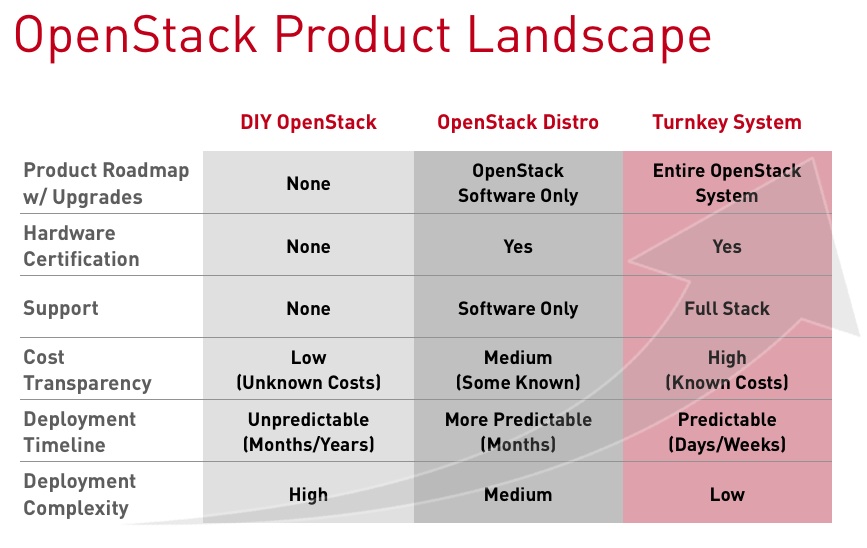 OpenStack Product Landscape
DIY OpenStack OpenStack Distro Turnkey System
Product Roadmap
w/ Upgrades
None
OpenStack
Software Only
Entire OpenStack
System
Hardware
Certification
None
Yes
Yes
Support
None
Software Only
Full Stack
Cost
Transparency
Low
(Unknown Costs)
Medium
(Some Known)
High
(Known Costs)
Deployment
Timeline
Unpredictable
(Months/Years)
More Predictable
(Months)
Predictable
(Days/Weeks)
Deployment
Complexity
High
Medium
Low